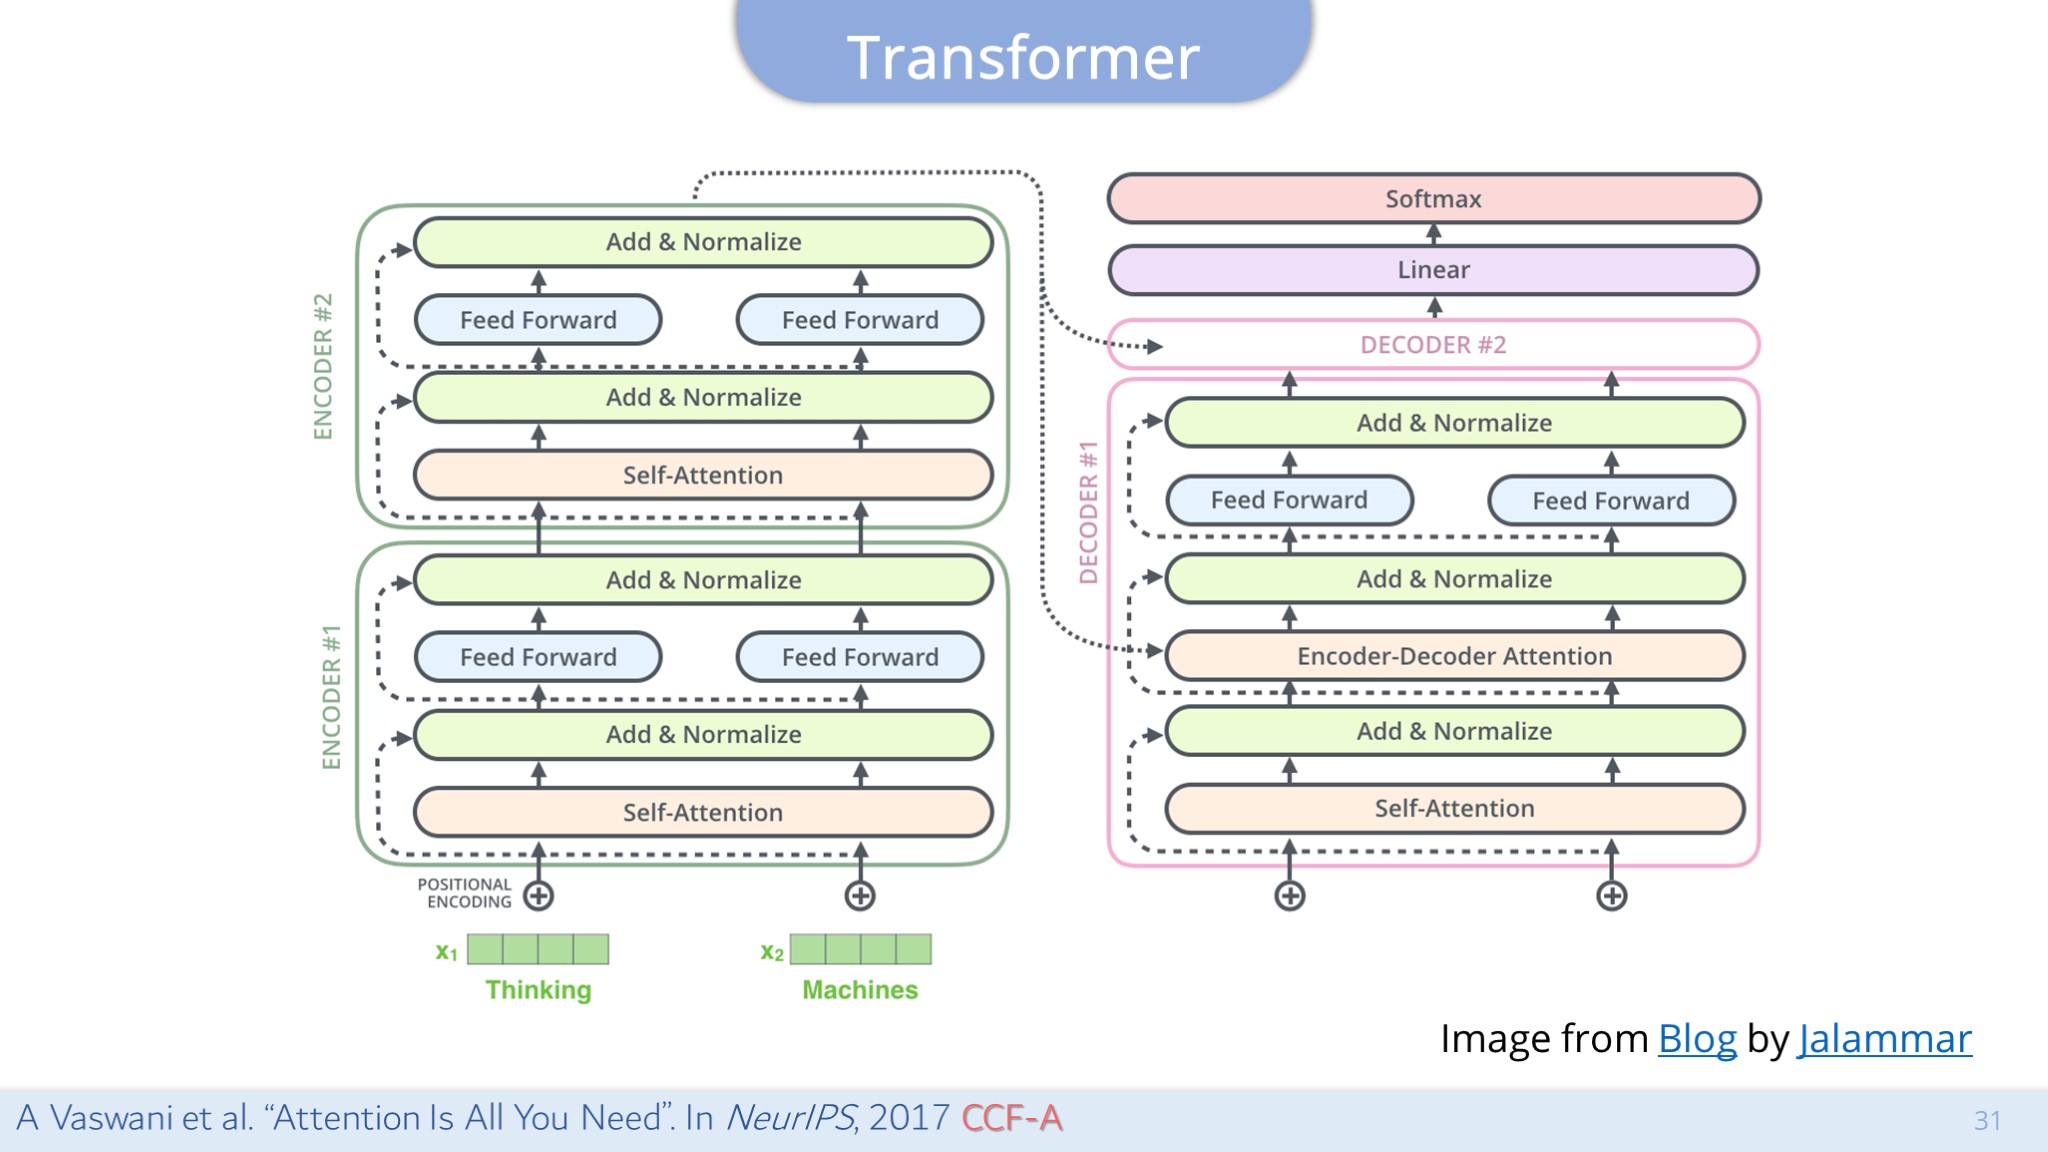 Transformer
ENCODER #2
Add & Normalize
Feed Forward Feed Forward
Add & Normalize
Self-Attention
ENCODER #1
Add & Normalize
Feed Forward Feed Forward
Add & Normalize
Self-Attention
POSITIONAL
ENCODING
x₁ x₂
Thinking Machines
Softmax
Linear
DECODER #2
DECODER #1
Add & Normalize
Feed Forward Feed Forward
Add & Normalize
Encoder-Decoder Attention
Add & Normalize
Self-Attention
Image from Blog by Jalammar
A Vaswani et al. “Attention Is All You Need”. In NeurIPS, 2017 CCF-A
31